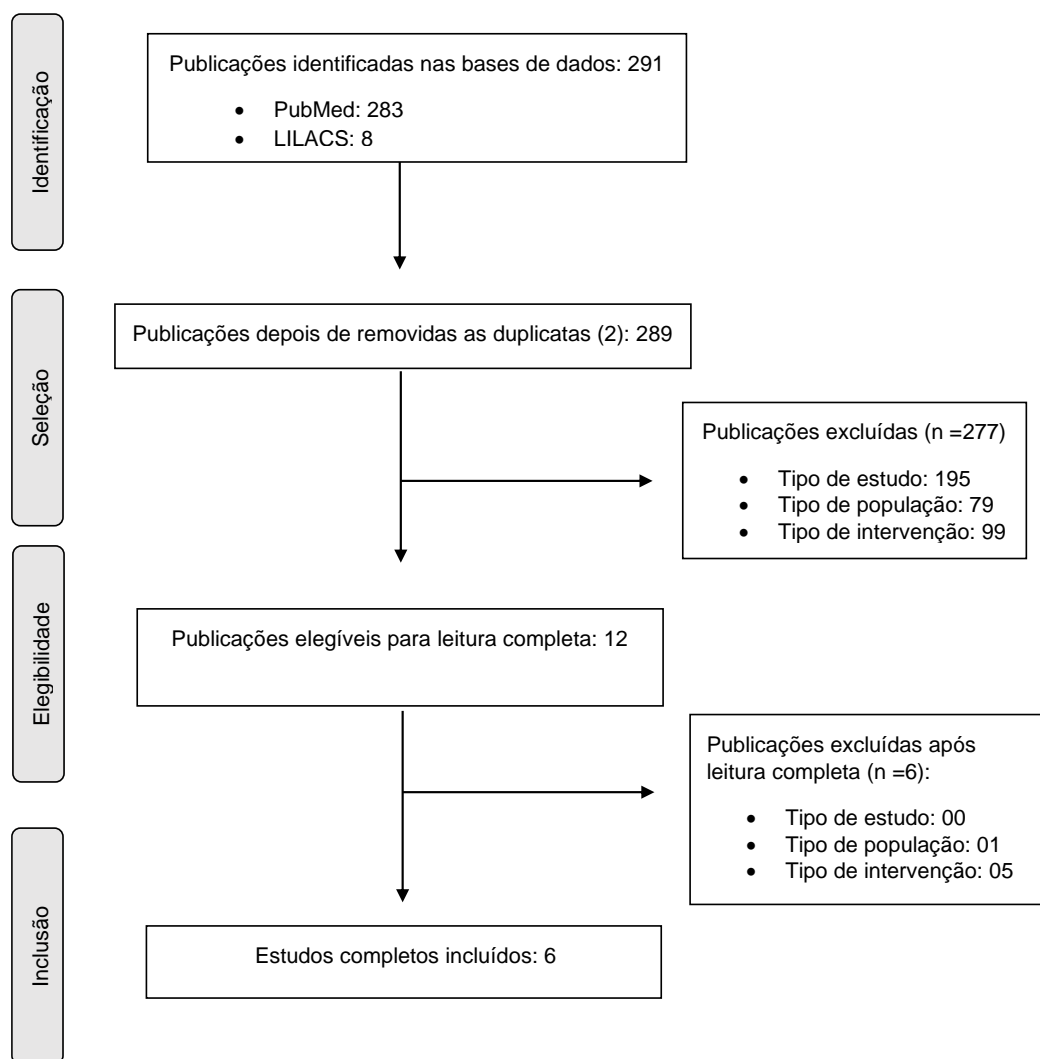 Identificação
Publicações identificadas nas bases de dados: 291
• PubMed: 283
• LILACS: 8
Seleção
Publicações depois de removidas as duplicatas (2): 289
Publicações excluídas (n =277)
• Tipo de estudo: 195
• Tipo de população: 79
• Tipo de intervenção: 99
Elegibilidade
Publicações elegíveis para leitura completa: 12
Publicações excluídas após
leitura completa (n =6):
• Tipo de estudo: 00
• Tipo de população: 01
• Tipo de intervenção: 05
Inclusão
Estudos completos incluídos: 6